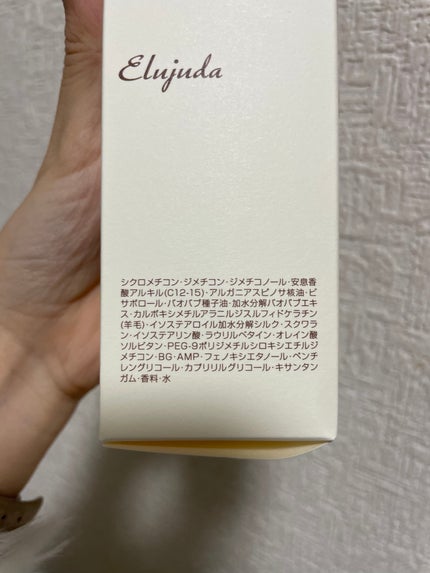 Elujuda
シクロメチコン・ジメチコン・ジメチコノール・安息香
酸アルキル(C12-15)・アルガニアスピノサ核油・ビ
サボロール・バオバブ種子油・加水分解バオバブエキ
ス・カルボキシメチルアラニルジスルフィドケラチン
(羊毛)・イソステアロイル加水分解シルク・スクワラ
ン・イソステアリン酸・ラウリルベタイン・オレイン酸
ソルビタン・PEG-9ポリジメチルシロキシエチルジ
メチコン・BG・AMP・フェノキシエタノール・ペンチ
レングリコール・カプリリルグリコール・キサンタン
ガム・香料・水